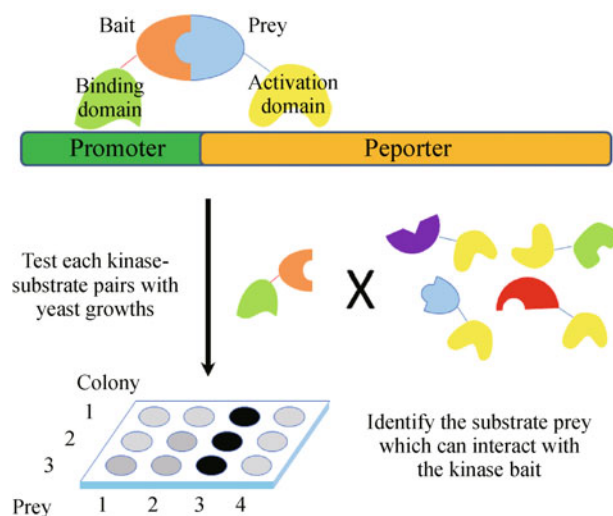 Bait
Prey
Binding
domain
Activation
domain
Promoter
Peporter
Test each kinase-
substrate pairs with
yeast growths
X
Colony
1
2
3
Prey
1 2 3 4
Identify the substrate prey
which can interact with
the kinase bait